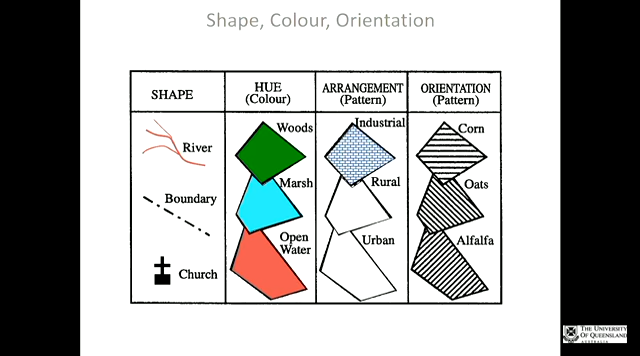 Shape, Colour, Orientation
SHAPE
HUE
(Colour)
ARRANGEMENT
(Pattern)
ORIENTATION
(Pattern)
River
Boundary
Church
Woods
Marsh
Open
Water
Industrial
Rural
Urban
Corn
Oats
Alfalfa
THE UNIVERSITY
OF QUEENSLAND
AUSTRALIA